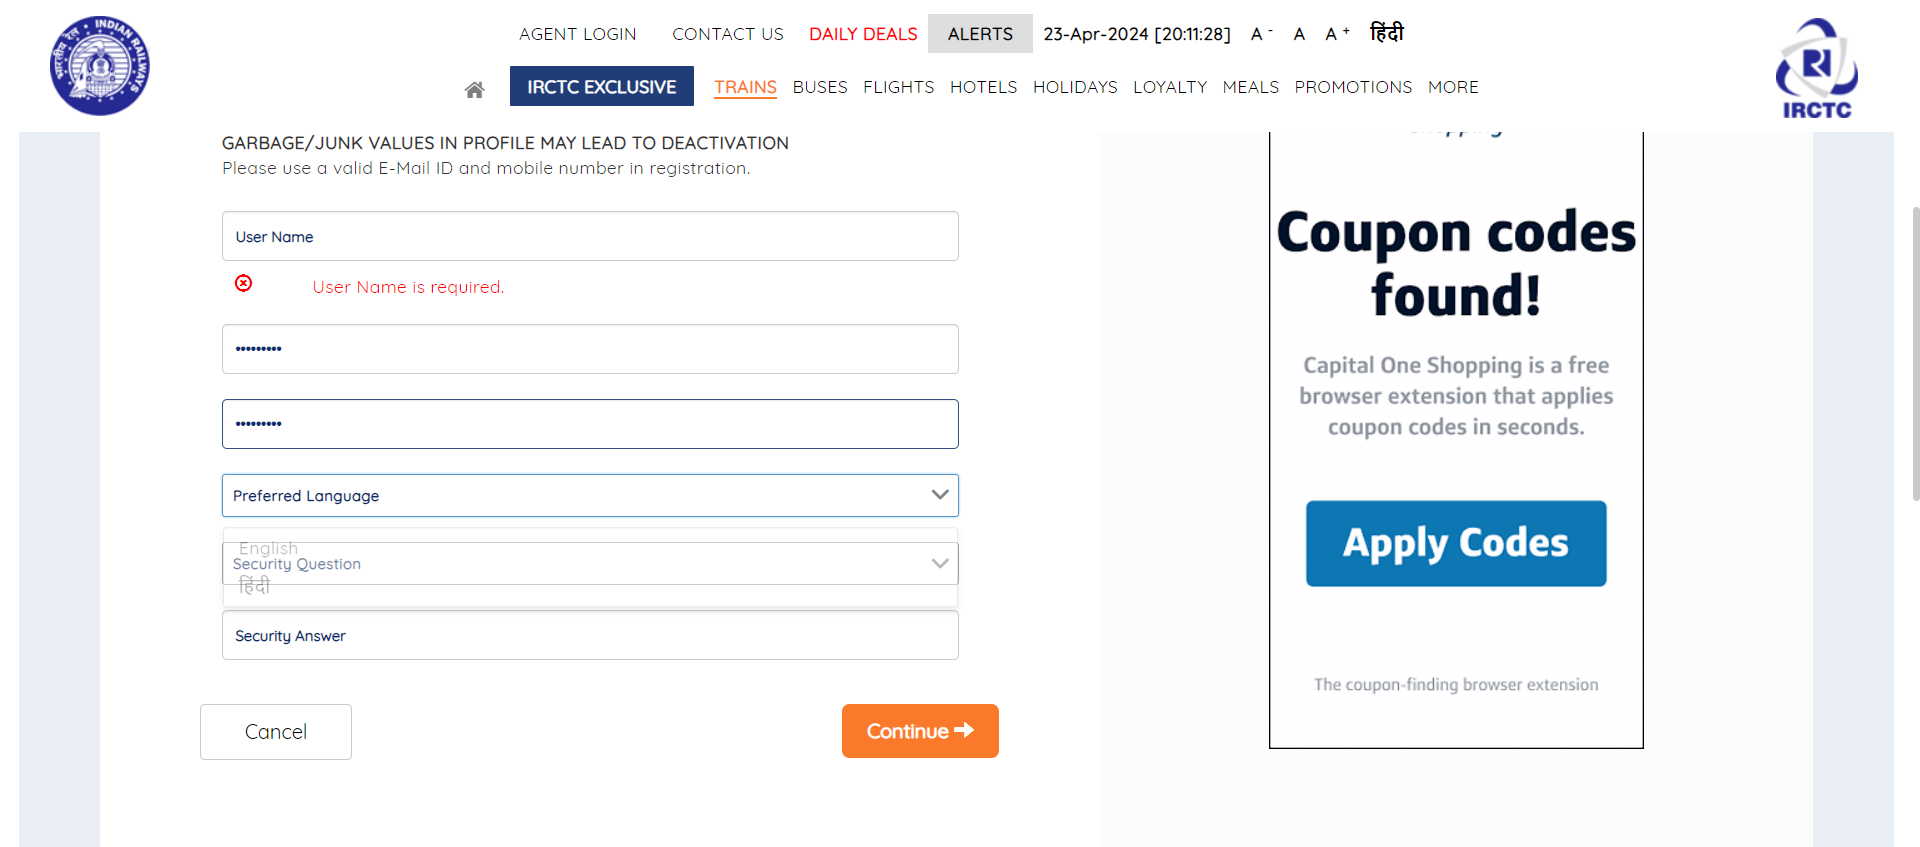 INDIAN RAILWAYS
भारतीय रेल
AGENT LOGIN CONTACT US DAILY DEALS ALERTS 23-Apr-2024 [20:11:28] A - A A + हिंदी
IRCTC EXCLUSIVE TRAINS BUSES FLIGHTS HOTELS HOLIDAYS LOYALTY MEALS PROMOTIONS MORE
IRCTC
GARBAGE/JUNK VALUES IN PROFILE MAY LEAD TO DEACTIVATION
Please use a valid E-Mail ID and mobile number in registration.
User Name
User Name is required.
•••••••••
•••••••••
Preferred Language
English
Security Question
हिंदी
Security Answer
Cancel
Continue
Shopping
Coupon codes
found!
Capital One Shopping is a free
browser extension that applies
coupon codes in seconds.
Apply Codes
The coupon-finding browser extension